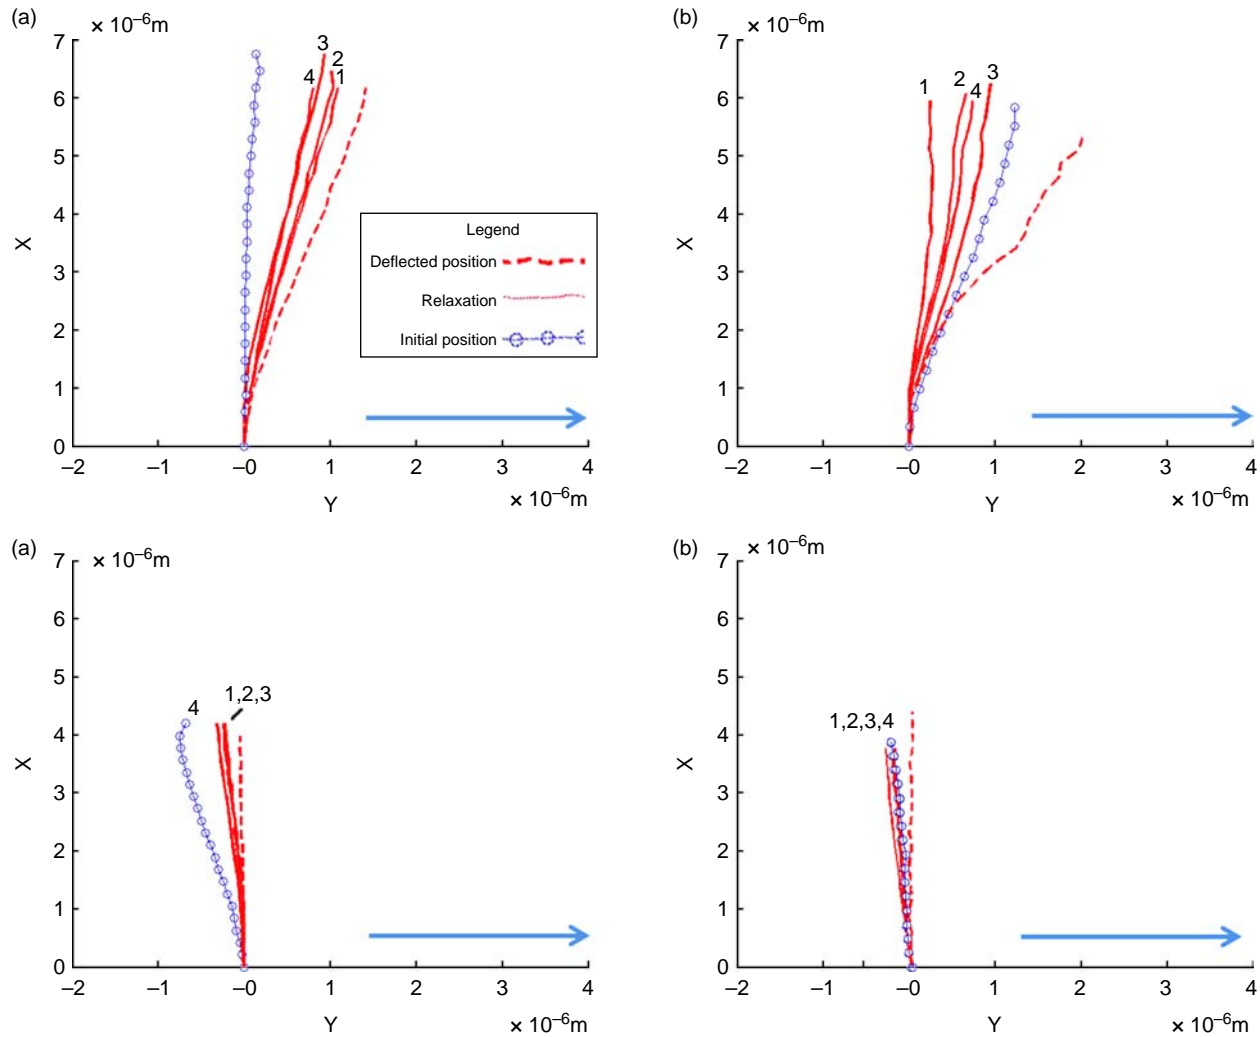 (a)
× 10–6m
7
6
5
4
3
2
1
0
X
–2
–1
–0
1
2
3
4
Y
× 10–6m
4
3
2
1
Legend
Deflected position
Relaxation
Initial position
(b)
× 10–6m
7
6
5
4
3
2
1
0
X
–2
–1
–0
1
2
3
4
Y
× 10–6m
1
2
4
3
(a)
× 10–6m
7
6
5
4
3
2
1
0
X
–2
–1
–0
1
2
3
4
Y
× 10–6m
4
1,2,3
(b)
× 10–6m
7
6
5
4
3
2
1
0
X
–2
–1
–0
1
2
3
4
Y
× 10–6m
1,2,3,4